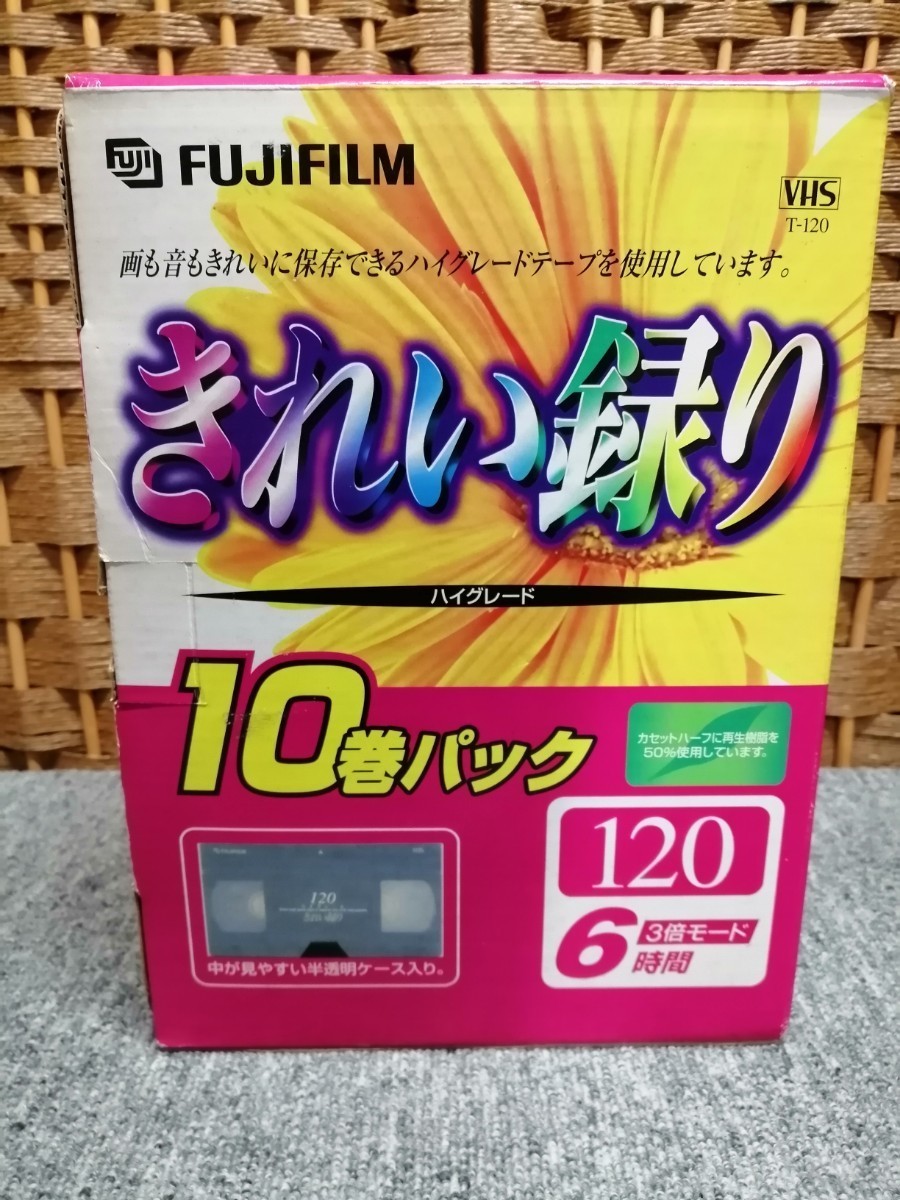 FUJI FUJIFILM
VHS
T-120
画も音もきれいに保存できるハイグレードテープを使用しています。
きれい録り
ハイグレード
10巻パック
カセットハーフに再生樹脂を
50%使用しています。
120
120
3倍モード
6時間
中が見やすい半透明ケース入り。